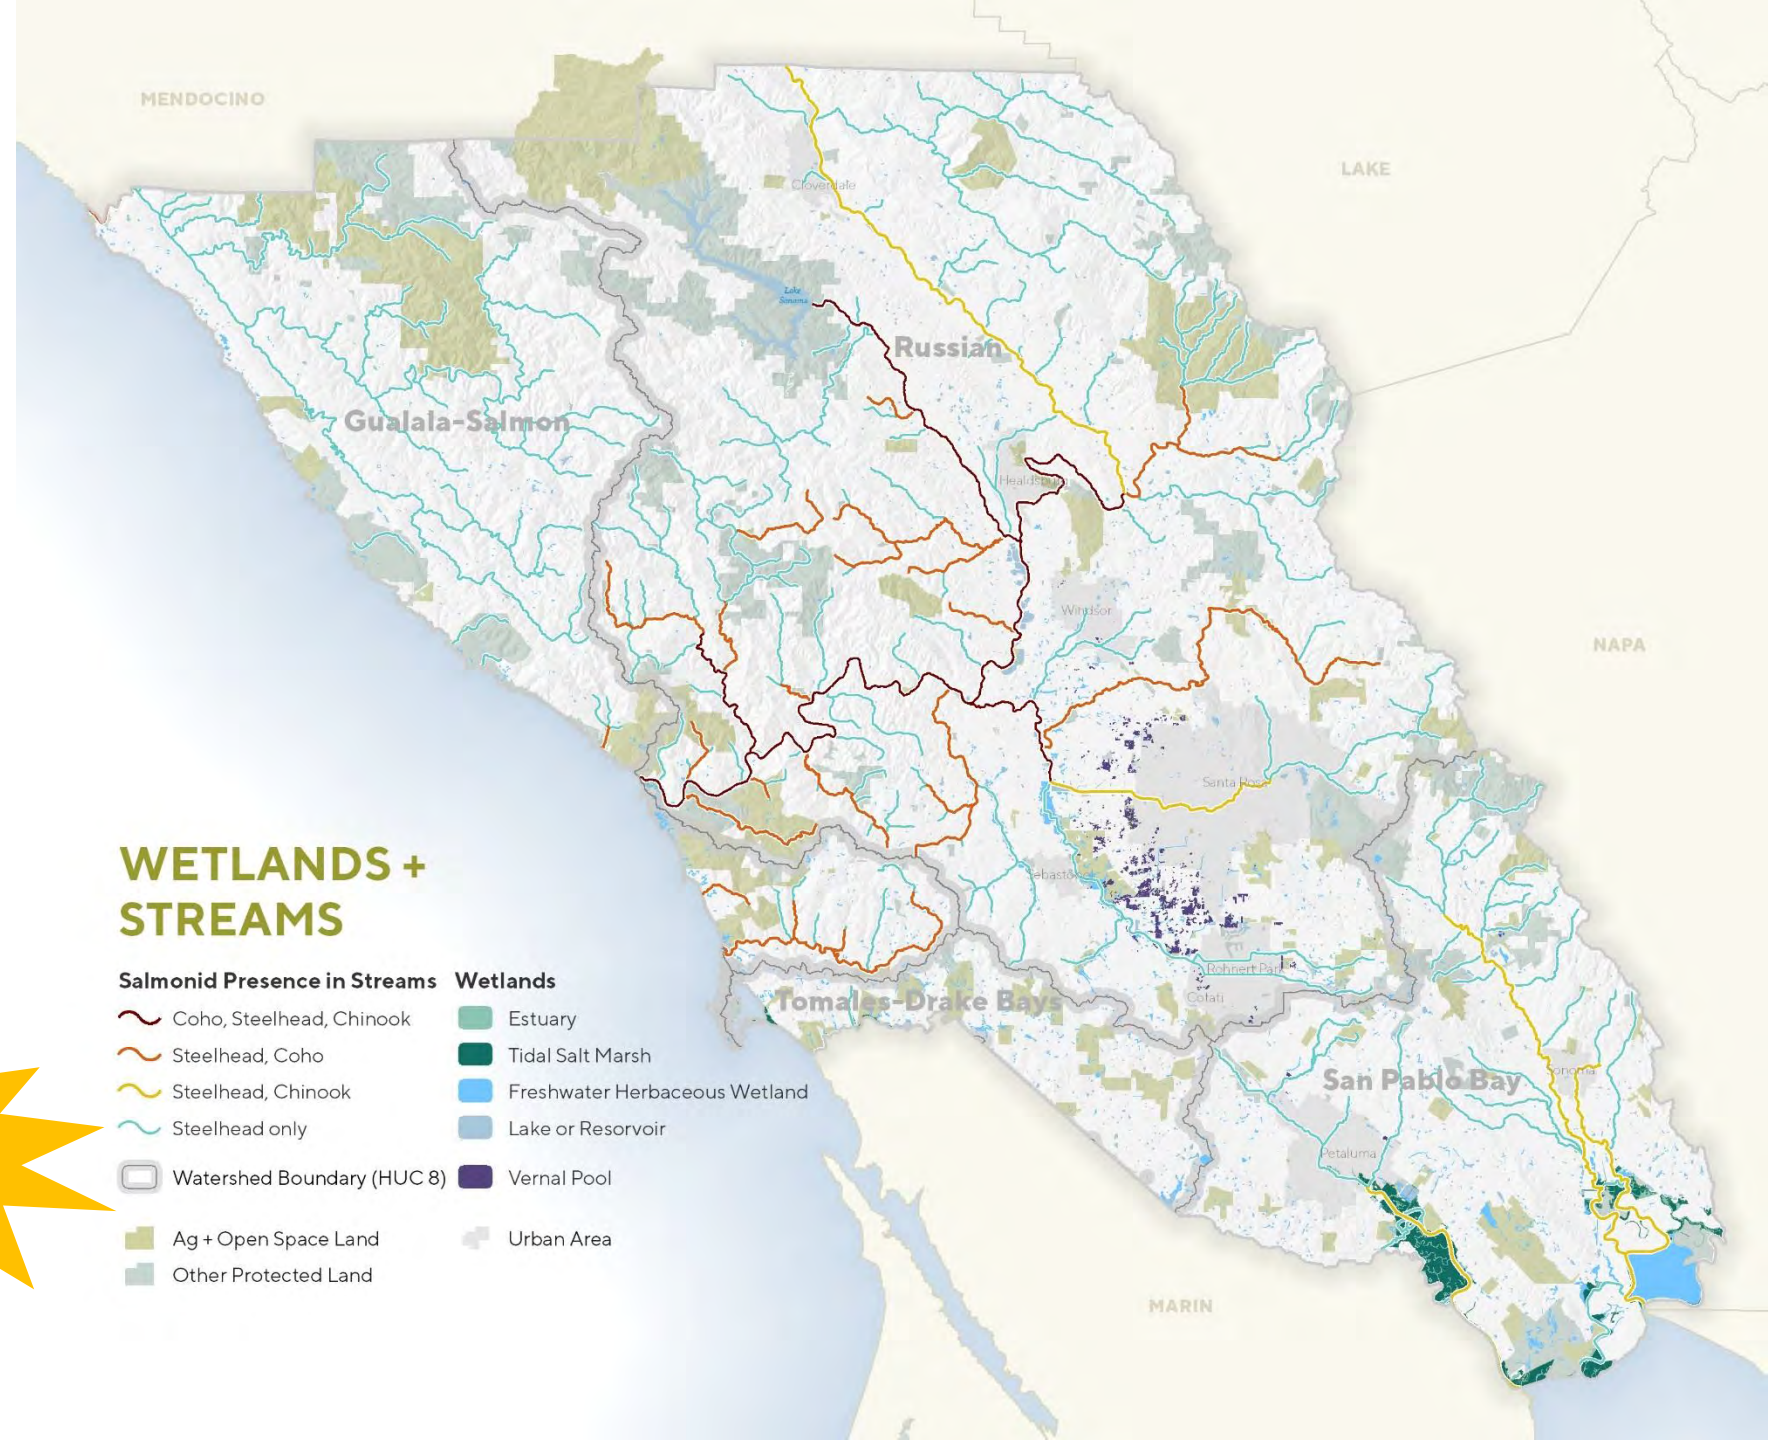 MENDOCINO
LAKE
Cloverdale
Lake
Sonoma
Russian
Gualala-Salmon
Healdsburg
Windsor
NAPA
Santa Rosa
Sebastopol
Rohnert Park
Cotati
Tomales-Drake Bays
San Pablo Bay
Sonoma
Petaluma
MARIN
WETLANDS +
STREAMS
Salmonid Presence in Streams
Coho, Steelhead, Chinook
Steelhead, Coho
Steelhead, Chinook
Steelhead only
Watershed Boundary (HUC 8)
Ag + Open Space Land
Other Protected Land
Wetlands
Estuary
Tidal Salt Marsh
Freshwater Herbaceous Wetland
Lake or Resorvoir
Vernal Pool
Urban Area